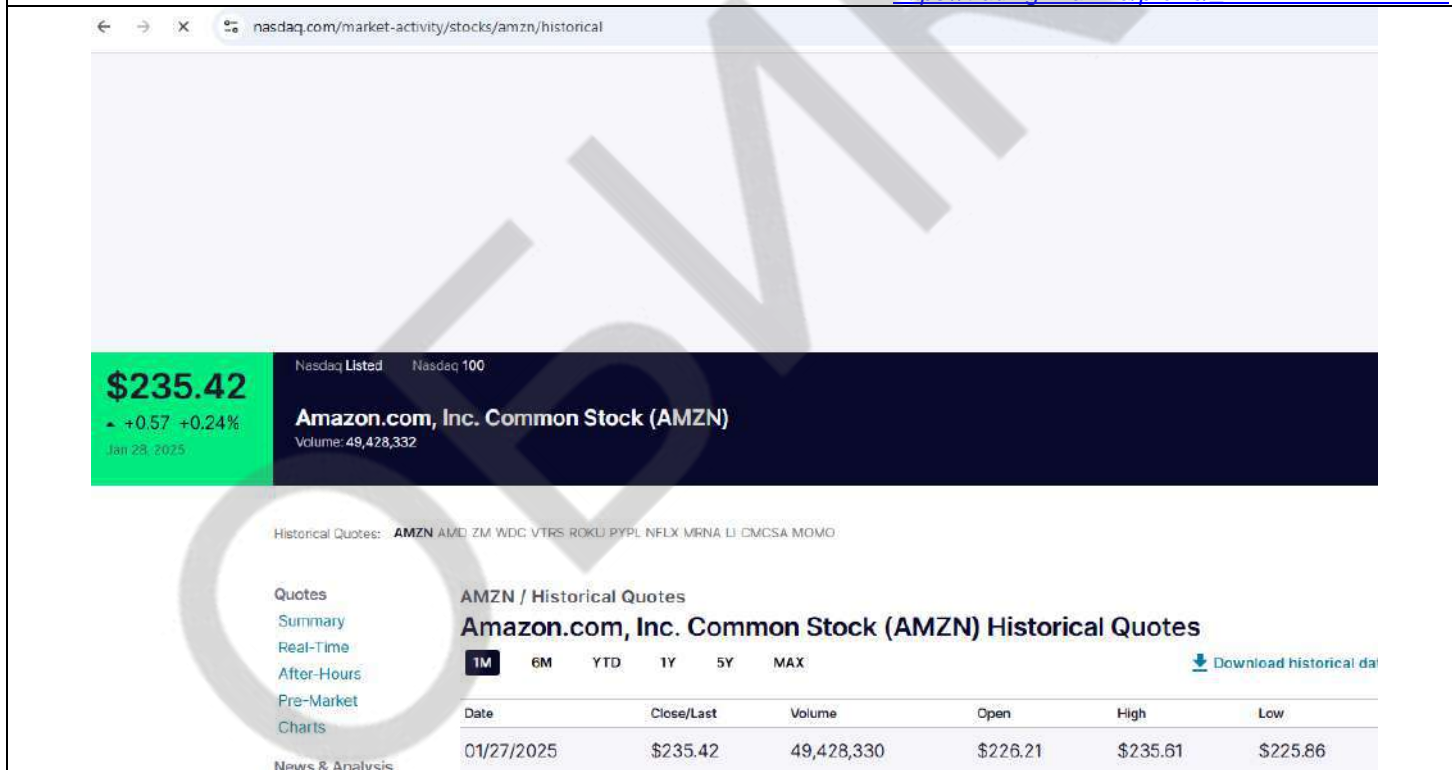 nasdaq.com/market-activity/stocks/amzn/historical
$235.42
Nasdaq Listed Nasdaq 100
+0.57 +0.24%
Amazon.com, Inc. Common Stock (AMZN)
Jan 28, 2025
Volume: 49,428,332
Historical Quotes: AMZN AMD ZM WDC VTRS ROKU PYPL NFLX MRNA LI CMCSA MOMO
Quotes
Summary
Real-Time
After-Hours
Pre-Market
Charts
News & Analysis
AMZN / Historical Quotes
Amazon.com, Inc. Common Stock (AMZN) Historical Quotes
1M 6M YTD 1Y 5Y MAX
Download historical
Date Close/Last Volume Open High Low
01/27/2025 $235.42 49,428,330 $226.21 $235.61 $225.86